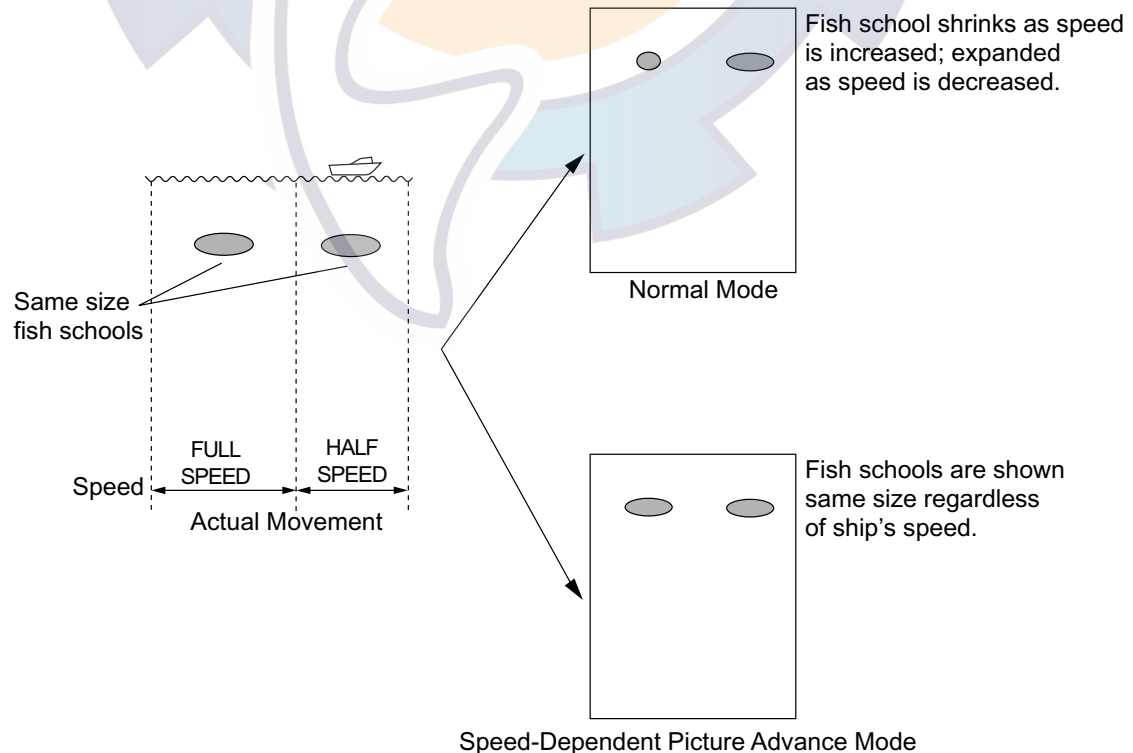 Fish school shrinks as speed
is increased; expanded
as speed is decreased.
Normal Mode
Same size
fish schools
FULL
SPEED
HALF
SPEED
Speed
Actual Movement
Fish schools are shown
same size regardless
of ship's speed.
Speed-Dependent Picture Advance Mode